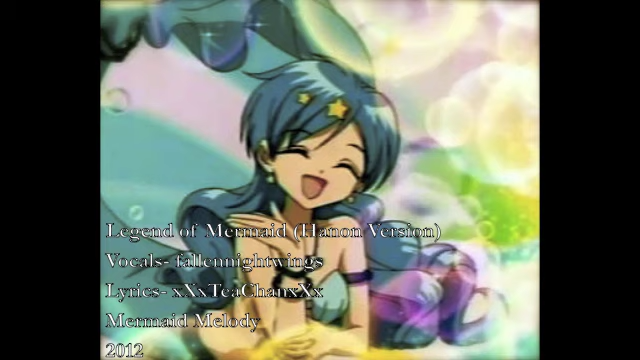 Legend of Mermaid (Hanon Version)
Vocals- fallennightwings
Lyrics- xXxTeaChanxXx
Mermaid Melody
2012